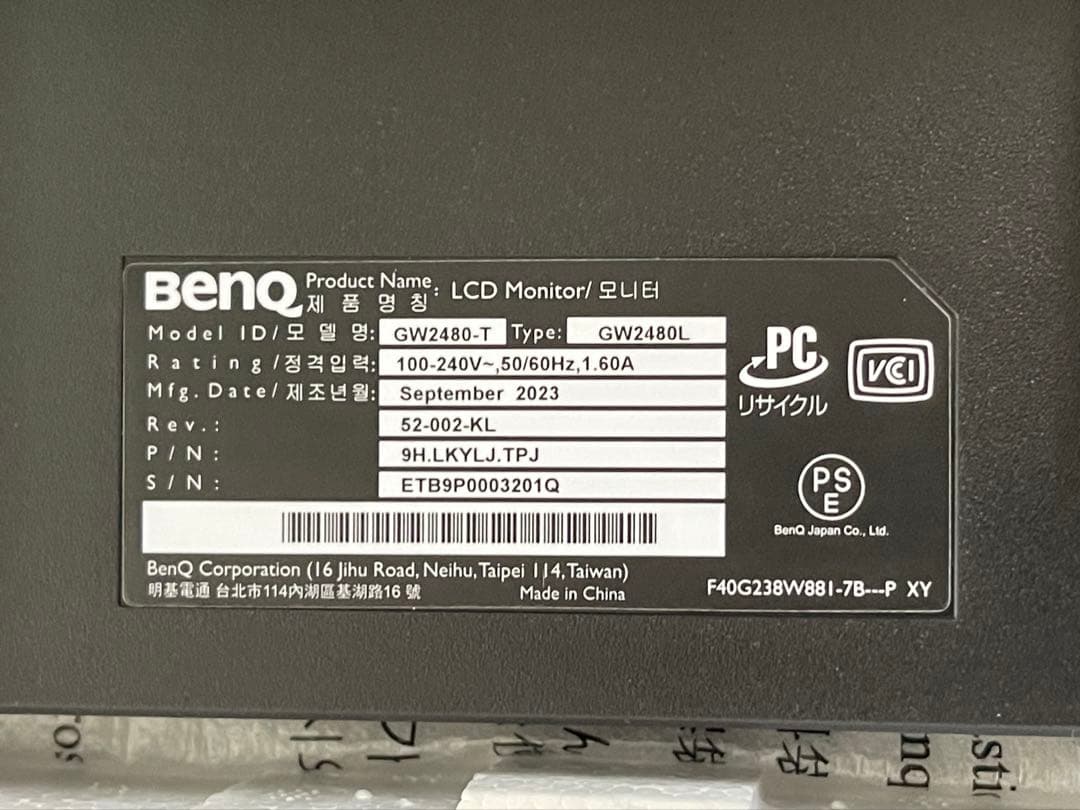 BenQ Product Name
제 품 명 칭 : LCD Monitor/ 모니터
Model ID/모 델 명: GW2480-T Type: GW2480L
Rating/정격입력: 100-240V~,50/60Hz,1.60A
Mfg. Date/제조년월: September 2023
Rev.: 52-002-KL
P/N: 9H.LKYLJ.TPJ
S/N: ETB9P0003201Q
BenQ Corporation (16 Jihu Road, Neihu, Taipei 114, Taiwan)
明基電通 台北市114內湖區基湖路16 號 Made in China
PC
リサイクル
VCCI
PS
E
BenQ Japan Co., Ltd.
F40G238W881-7B---P XY